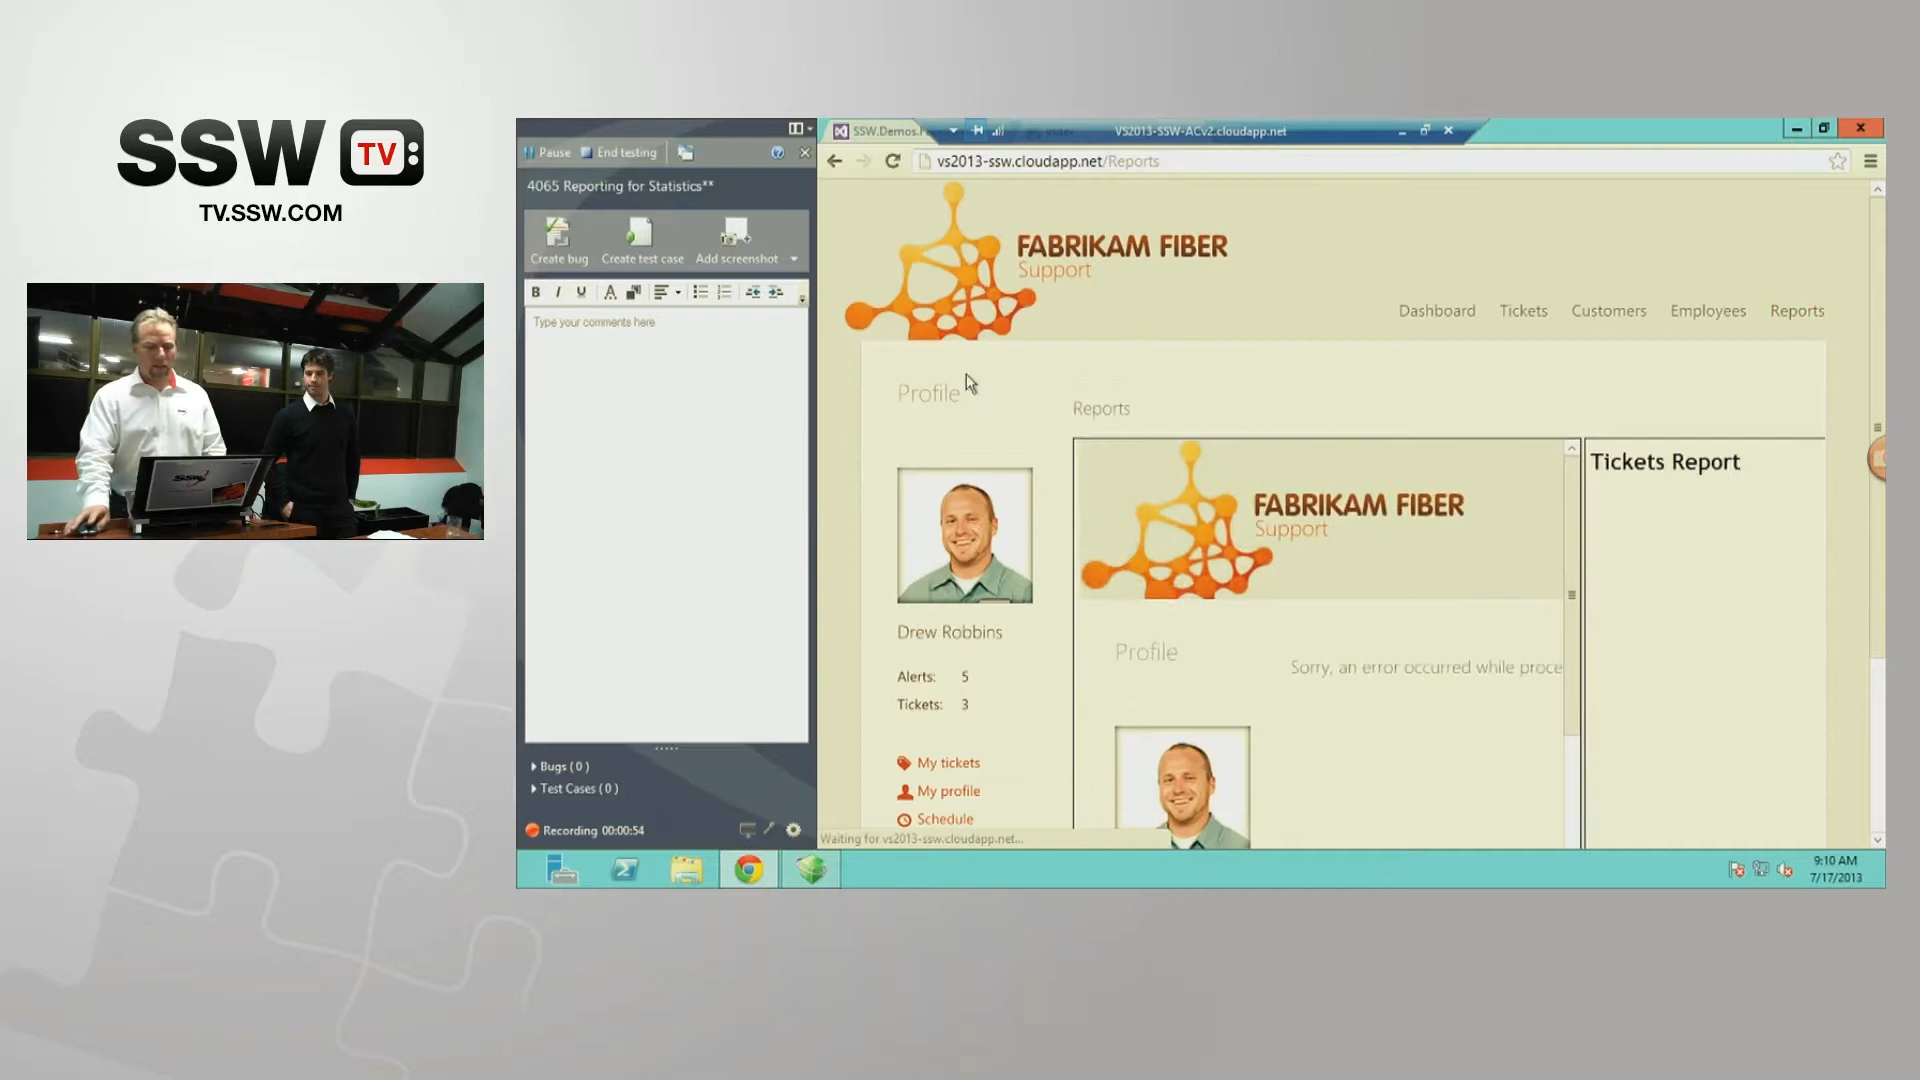 SSW TV:
TV.SSW.COM
SSW
Pause End testing
4065 Reporting for Statistics**
Create bug Create test case Add screenshot
B I U A
Type your comments here
Bugs ( 0 )
Test Cases ( 0 )
Recording 00:00:54
SSW.Demos.
VS2013-SSW-ACv2.cloudapp.net
vs2013-ssw.cloudapp.net/Reports
FABRIKAM FIBER
Support
Dashboard Tickets Customers Employees Reports
Profile
Reports
FABRIKAM FIBER
Support
Tickets Report
Drew Robbins
Alerts: 5
Tickets: 3
My tickets
My profile
Schedule
Profile
Sorry, an error occurred while proce
Waiting for vs2013-ssw.cloudapp.net...
9:10 AM
7/17/2013